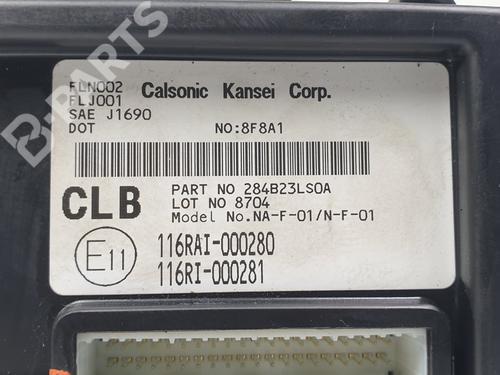 FLN002 Calsonic Kansei Corp.
FLJ001
SAE J1690
DOT NO:8F8A1
PART NO 284B23LS0A
LOT NO 8704
CLB
Model No.NA-F-01/N-F-01
E11
116RAI-000280
116RI-000281